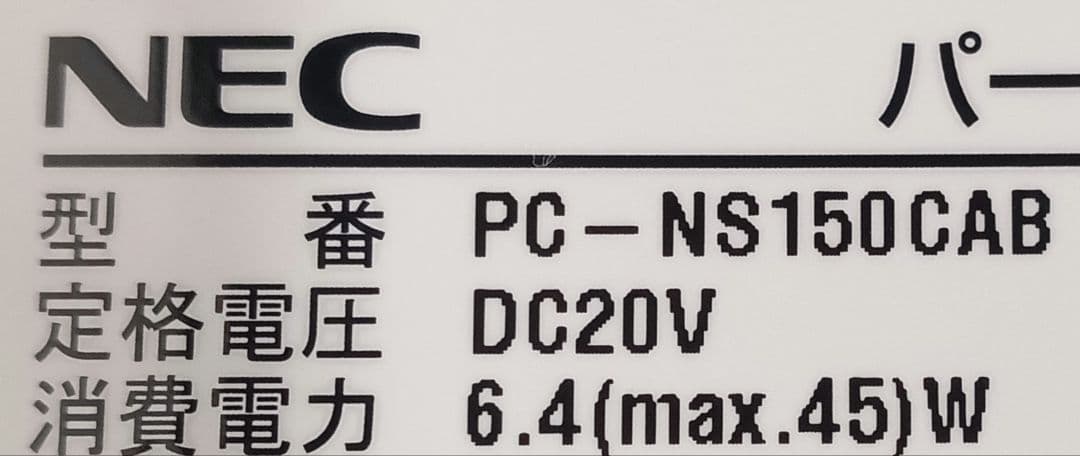 NEC パー
型番 PC-NS150CAB
定格電圧 DC20V
消費電力 6.4(max.45)W